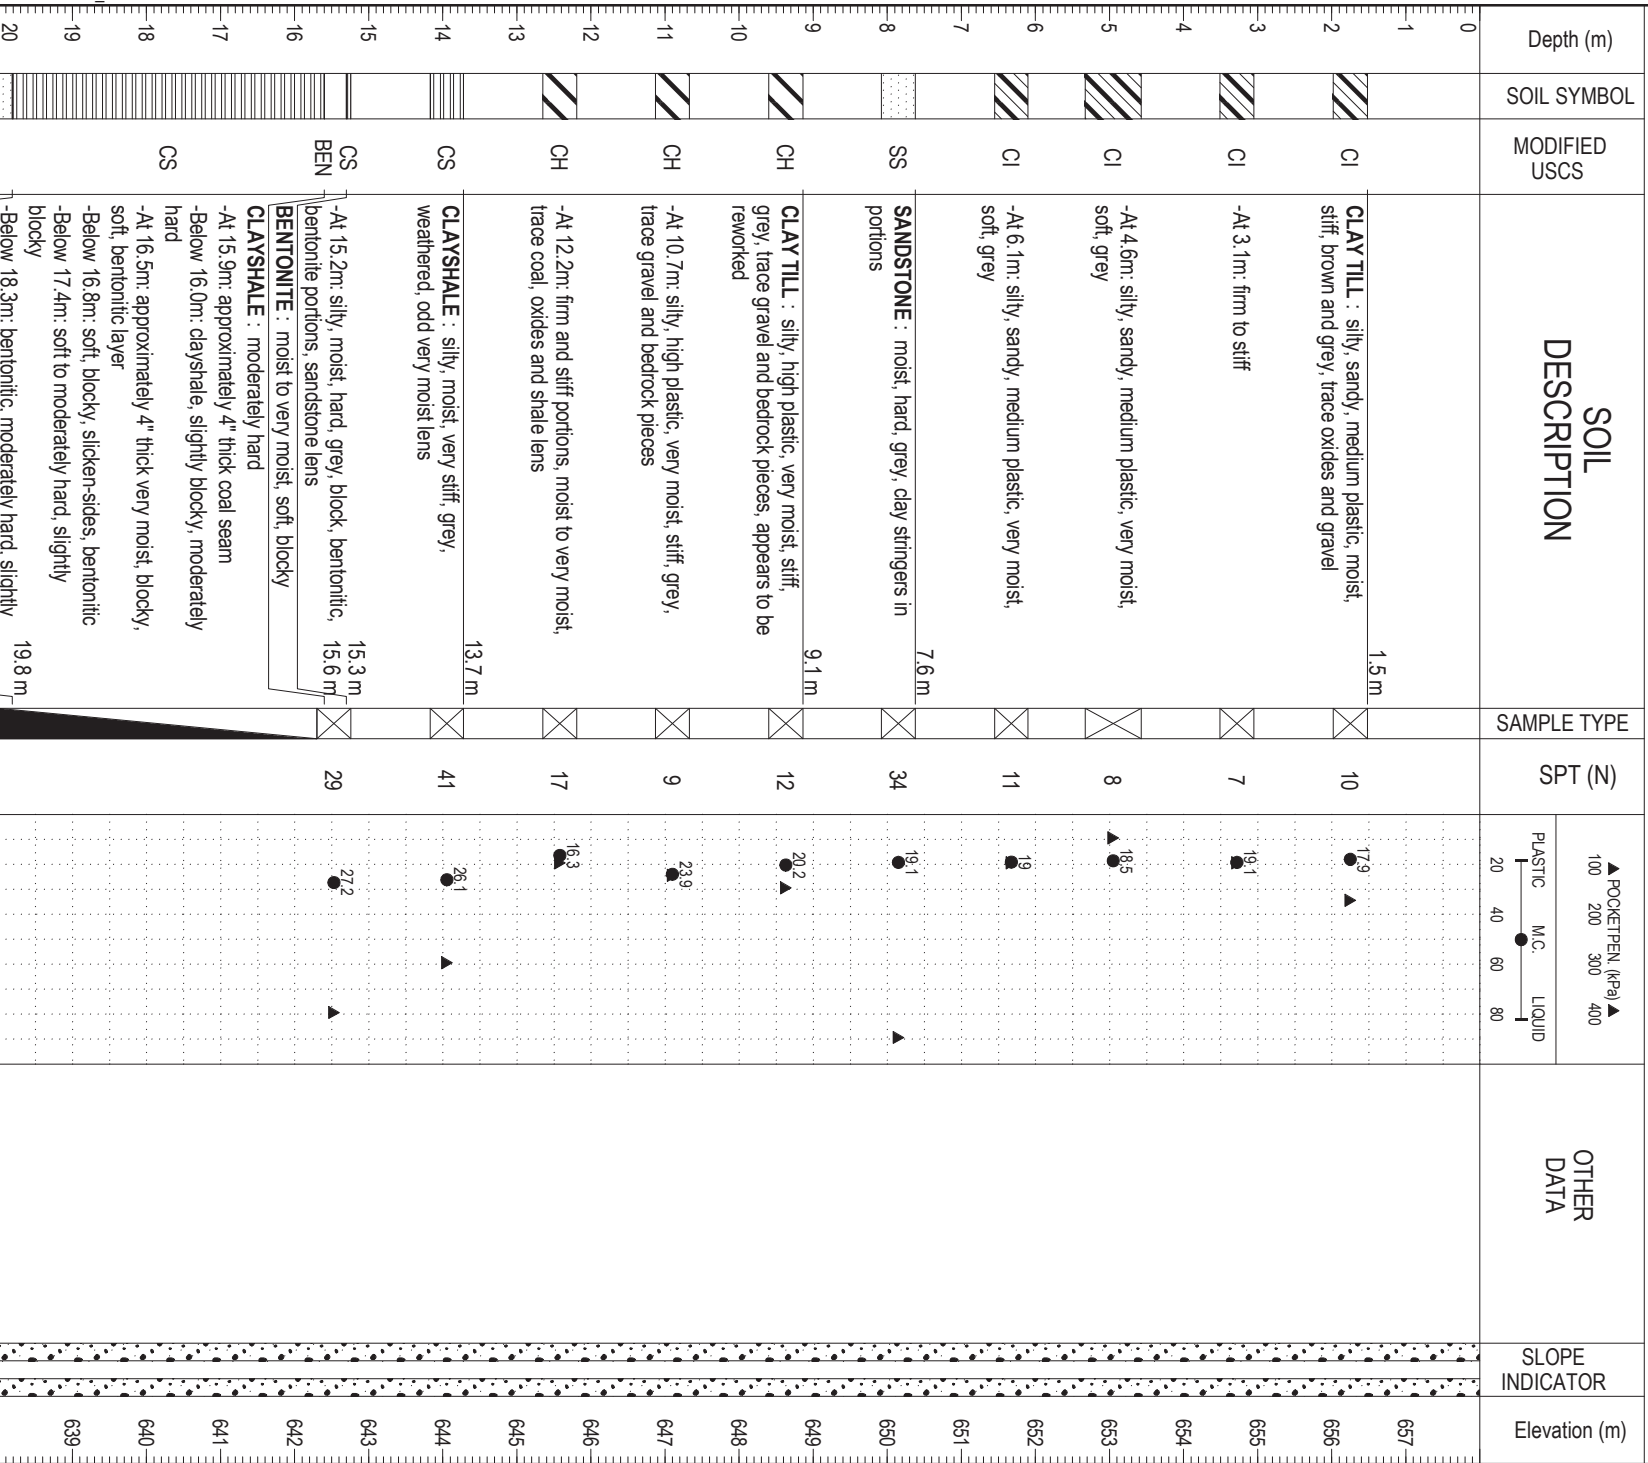 Depth (m)
0
1
2
3
4
5
6
7
8
9
10
11
12
13
14
15
16
17
18
19
20
SOIL SYMBOL
MODIFIED
USCS
CI
CI
CI
CI
SS
CH
CH
CH
CS
CS
BEN
CS
SOIL
DESCRIPTION
CLAY TILL : silty, sandy, medium plastic, moist,
stiff, brown and grey, trace oxides and gravel
-At 3.1m: firm to stiff
-At 4.6m: silty, sandy, medium plastic, very moist,
soft, grey
-At 6.1m: silty, sandy, medium plastic, very moist,
soft, grey
SANDSTONE : moist, hard, grey, clay stringers in
portions
CLAY TILL : silty, high plastic, very moist, stiff,
grey, trace gravel and bedrock pieces, appears to be
reworked
-At 10.7m: silty, high plastic, very moist, stiff, grey,
trace gravel and bedrock pieces
-At 12.2m: firm and stiff portions, moist to very moist,
trace coal, oxides and shale lens
CLAYSHALE : silty, moist, very stiff, grey,
weathered, odd very moist lens
-At 15.2m: silty, moist, hard, grey, block, bentonitic,
bentonite portions, sandstone lens
BENTONITE : moist to very moist, soft, blocky
CLAYSHALE : moderately hard
-At 15.9m: approximately 4" thick coal seam
-Below 16.0m: clayshale, slightly blocky, moderately
hard
-At 16.5m: approximately 4" thick very moist, blocky,
soft, bentonitic layer
-Below 16.8m: soft, blocky, slicken-sides, bentonitic
-Below 17.4m: soft to moderately hard, slightly
blocky
-Below 18.3m: bentonitic, moderately hard, slightly
1.5 m
7.6 m
9.1 m
13.7 m
15.3 m
15.6 m
19.8 m
SAMPLE TYPE
SPT (N)
10
7
8
11
34
12
9
17
41
29
▲ POCKETPEN. (kPa) ▲
100 200 300 400
PLASTIC M.C. LIQUID
20 40 60 80
17.9
19.1
18.5
19
19.1
20.2
23.9
16.3
26.1
27.2
OTHER
DATA
SLOPE
INDICATOR
Elevation (m)
657
656
655
654
653
652
651
650
649
648
647
646
645
644
643
642
641
640
639